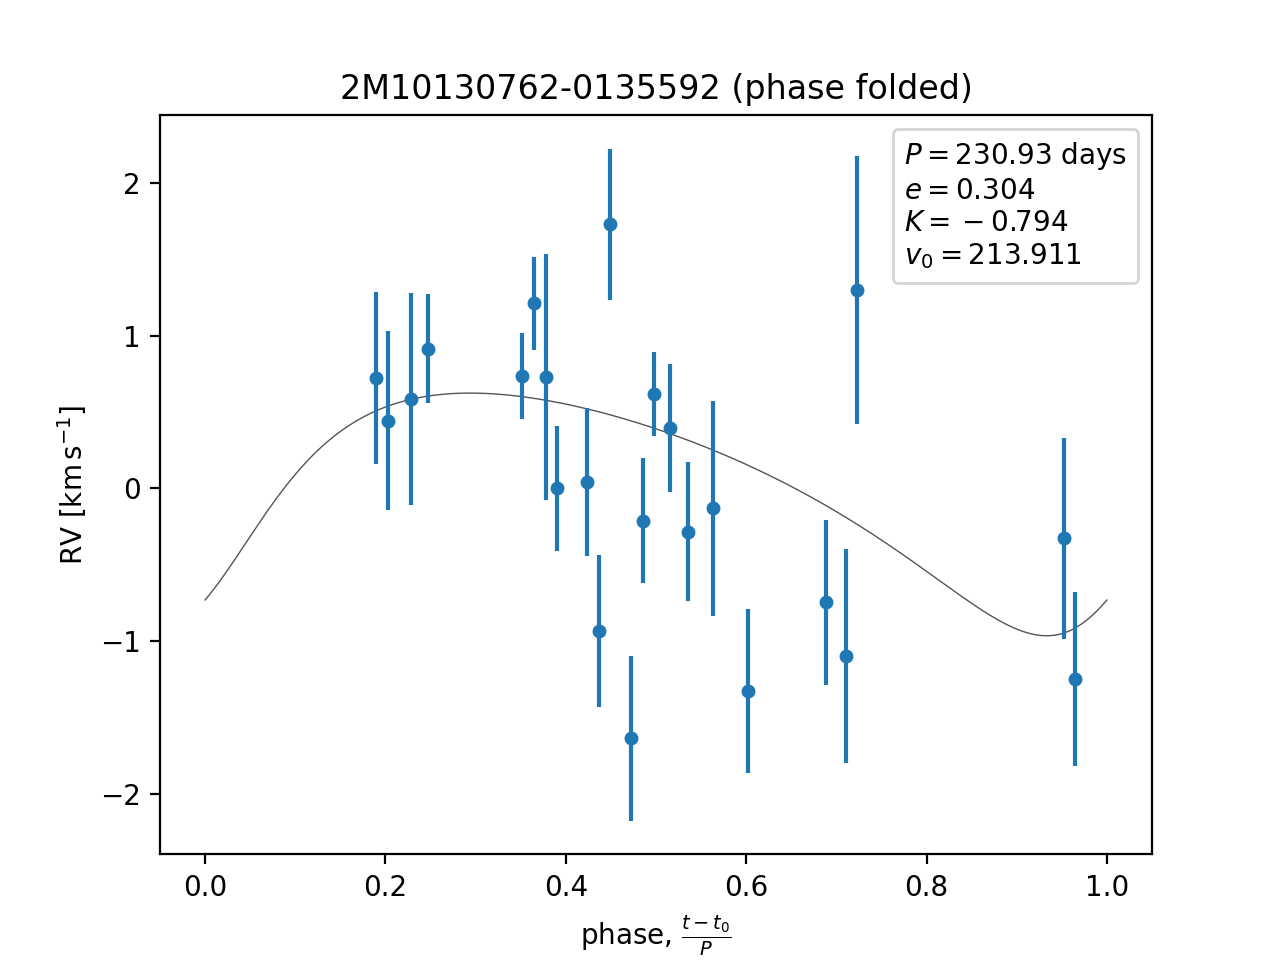 2M10130762-0135592 (phase folded)
P = 230.93 days
e = 0.304
K = −0.794
v₀ = 213.911
2
1
0
−1
−2
RV [km s⁻¹]
0.0 0.2 0.4 0.6 0.8 1.0
phase, (t − t₀)/P